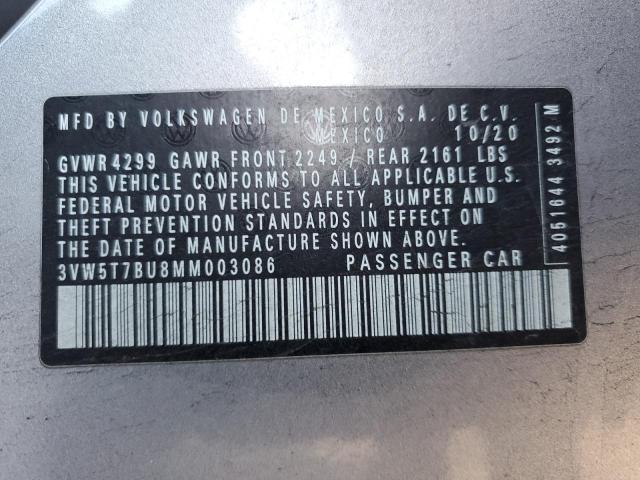 MFD BY VOLKSWAGEN DE MEXICO S.A. DE C.V.
MEXICO 10/20
GVWR 4299 GAWR FRONT 2249 / REAR 2161 LBS
THIS VEHICLE CONFORMS TO ALL APPLICABLE U.S.
FEDERAL MOTOR VEHICLE SAFETY, BUMPER AND
THEFT PREVENTION STANDARDS IN EFFECT ON
THE DATE OF MANUFACTURE SHOWN ABOVE.
3VW5T7BU8MM003086 PASSENGER CAR
4051644 3492 M